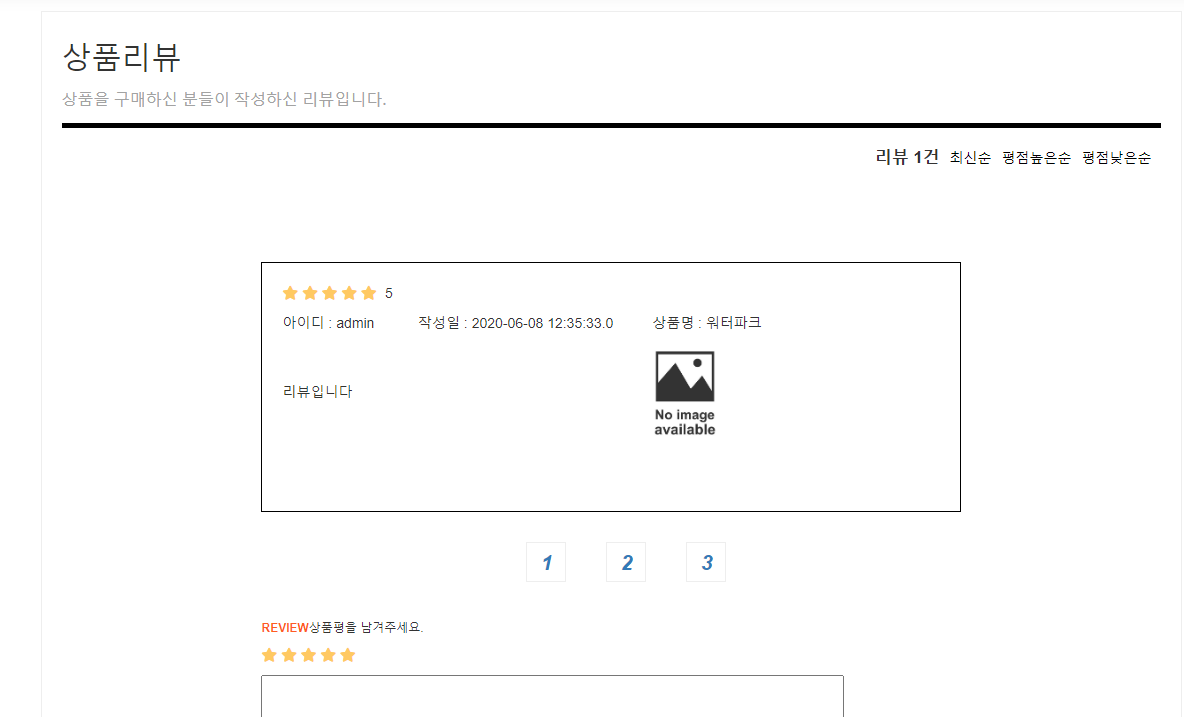 상품리뷰
상품을 구매하신 분들이 작성하신 리뷰입니다.
리뷰 1건 최신순 평점높은순 평점낮은순
5
아이디 : admin 작성일 : 2020-06-08 12:35:33.0 상품명 : 워터파크
리뷰입니다
No image
available
1 2 3
REVIEW상품평을 남겨주세요.